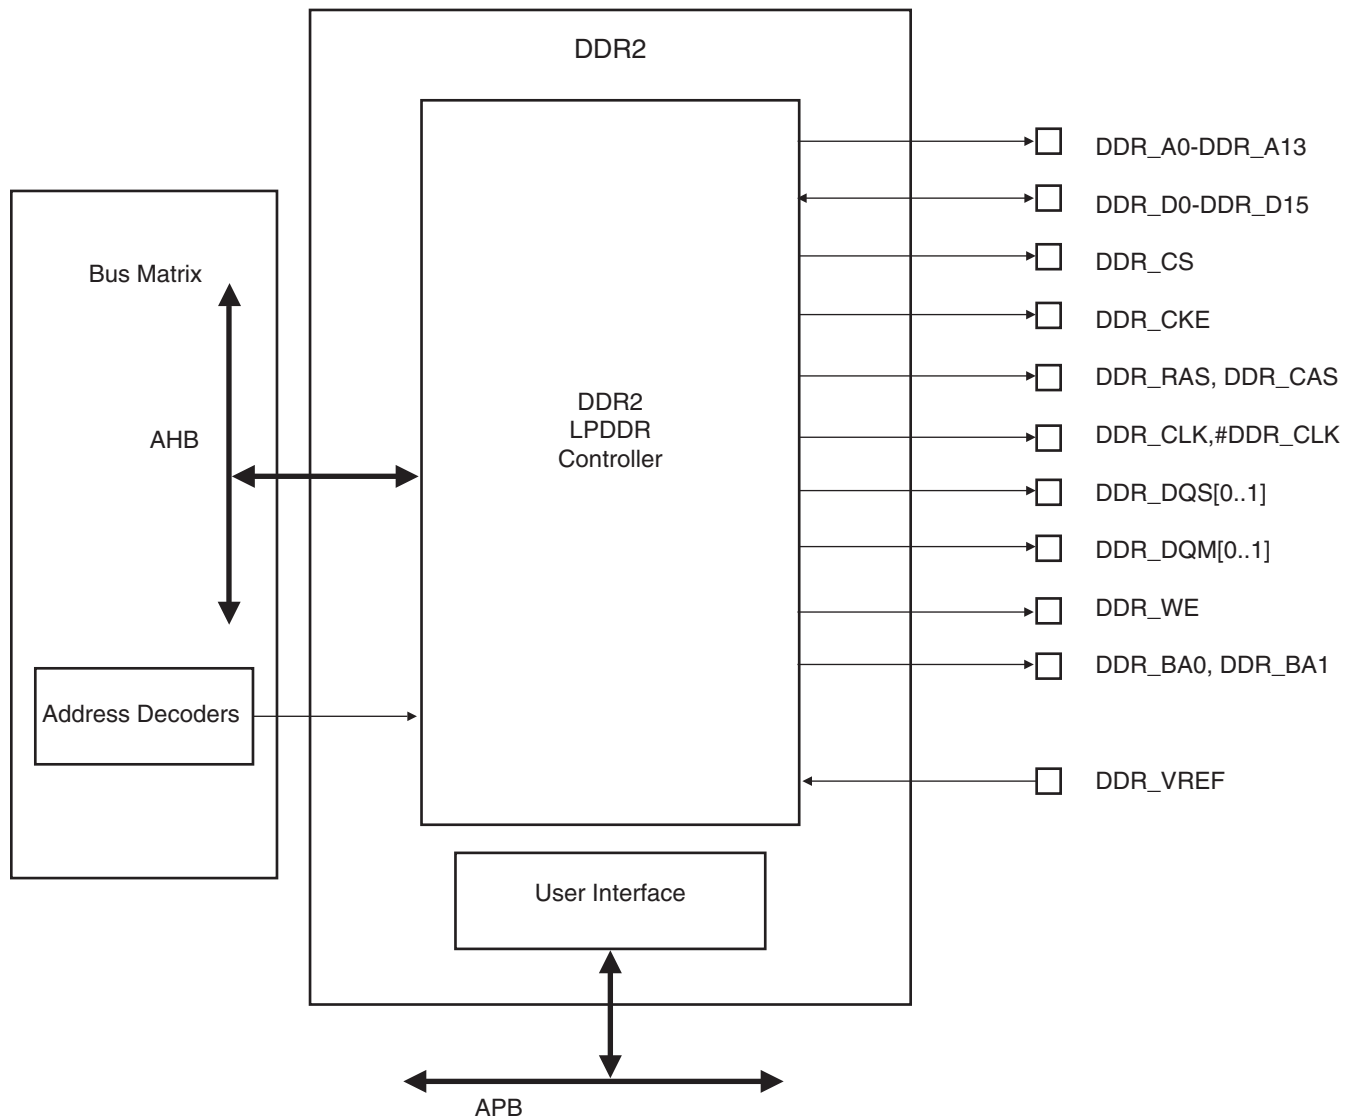 DDR2
DDR_A0-DDR_A13
DDR_D0-DDR_D15
Bus Matrix
DDR_CS
DDR_CKE
DDR_RAS, DDR_CAS
DDR2
LPDDR
Controller
AHB
DDR_CLK,#DDR_CLK
DDR_DQS[0..1]
DDR_DQM[0..1]
DDR_WE
DDR_BA0, DDR_BA1
Address Decoders
DDR_VREF
User Interface
APB